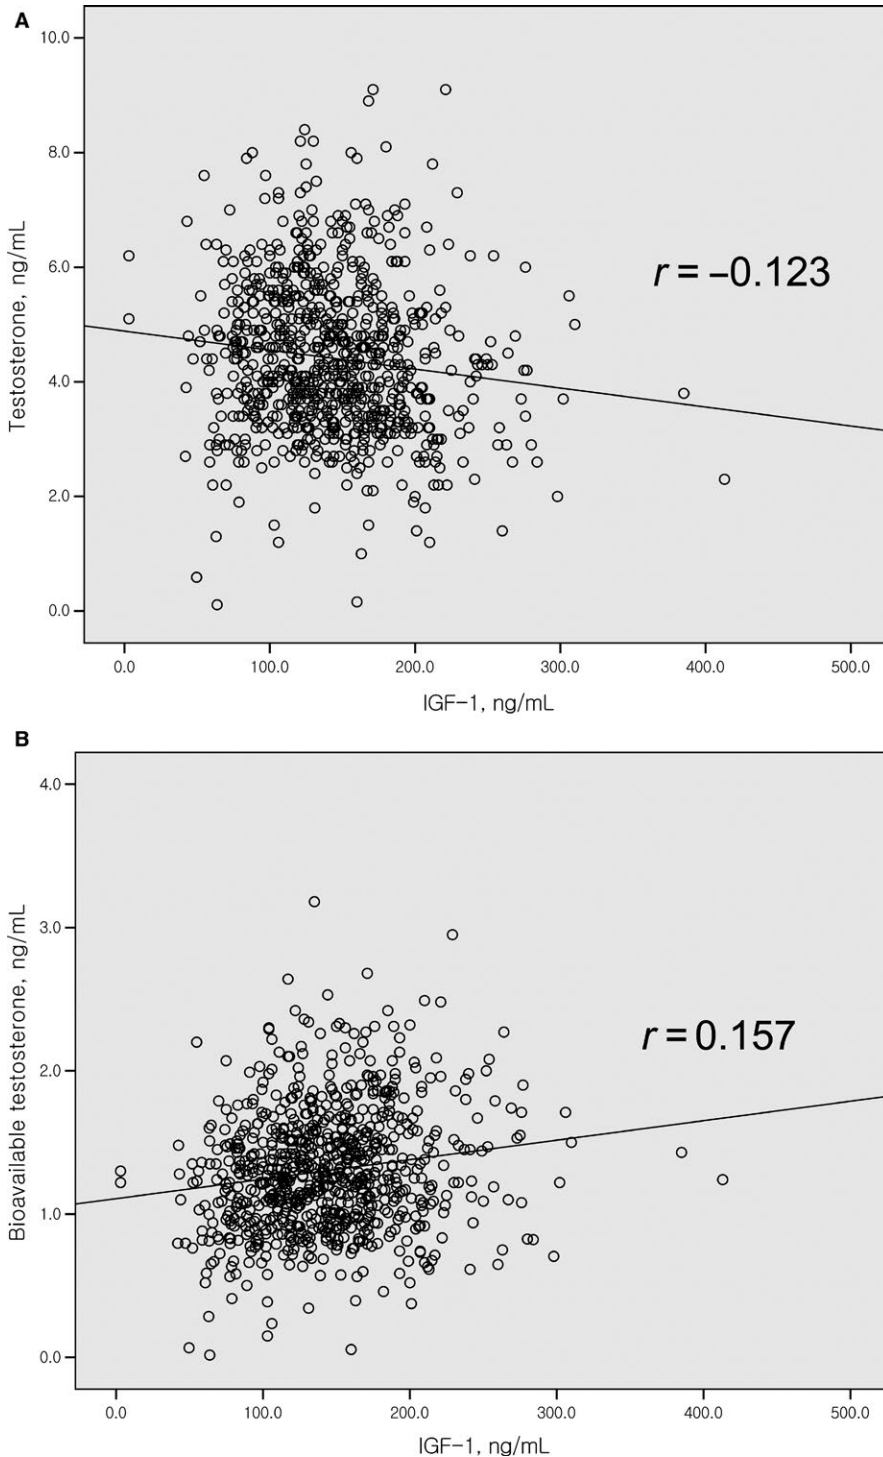 A
10.0
8.0
6.0
4.0
2.0
0.0
Testosterone, ng/mL
r = −0.123
0.0 100.0 200.0 300.0 400.0 500.0
IGF−1, ng/mL
B
4.0
3.0
2.0
1.0
0.0
Bioavailable testosterone, ng/mL
r = 0.157
0.0 100.0 200.0 300.0 400.0 500.0
IGF−1, ng/mL